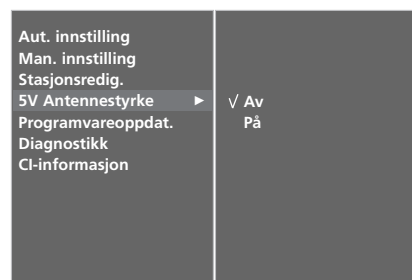 Aut. innstilling
Man. innstilling
Stasjonsredig.
5V Antennestyrke ►
√ Av
Programvareoppdat.
På
Diagnostikk
CI-informasjon